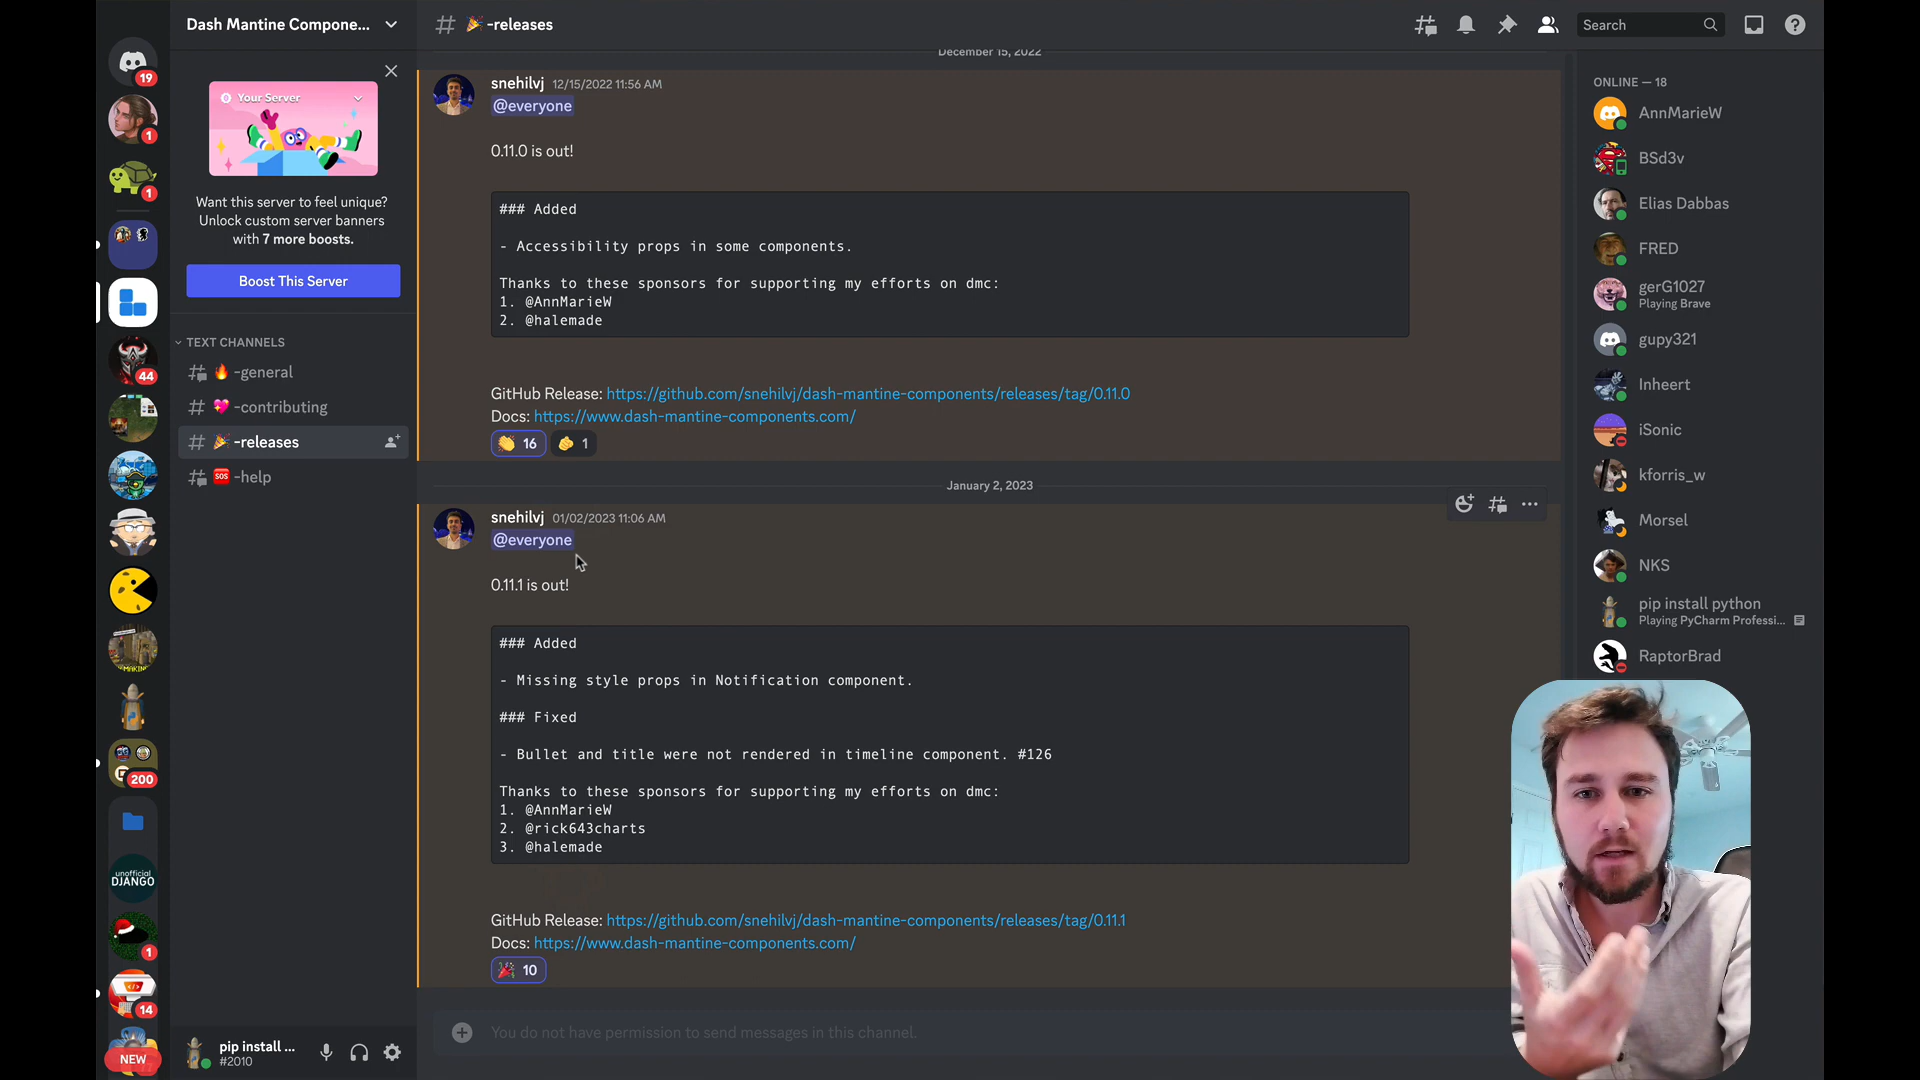 Dash Mantine Compone...
🎉 -releases
Search
19
1
1
44
200
unofficial
DJANGO
1
14
NEW
Your Server
Want this server to feel unique?
Unlock custom server banners
with 7 more boosts.
Boost This Server
TEXT CHANNELS
🔥 -general
💖 -contributing
🎉 -releases
🆘 -help
pip install ...
#2010
December 15, 2022
snehilvj 12/15/2022 11:56 AM
@everyone
0.11.0 is out!
### Added
- Accessibility props in some components.
Thanks to these sponsors for supporting my efforts on dmc:
1. @AnnMarieW
2. @halemade
GitHub Release: https://github.com/snehilvj/dash-mantine-components/releases/tag/0.11.0
Docs: https://www.dash-mantine-components.com/
16
1
January 2, 2023
snehilvj 01/02/2023 11:06 AM
@everyone
0.11.1 is out!
### Added
- Missing style props in Notification component.
### Fixed
- Bullet and title were not rendered in timeline component. #126
Thanks to these sponsors for supporting my efforts on dmc:
1. @AnnMarieW
2. @rick643charts
3. @halemade
GitHub Release: https://github.com/snehilvj/dash-mantine-components/releases/tag/0.11.1
Docs: https://www.dash-mantine-components.com/
10
You do not have permission to send messages in this channel.
ONLINE — 18
AnnMarieW
BSd3v
Elias Dabbas
FRED
gerG1027
Playing Brave
gupy321
Inheert
iSonic
kforris_w
Morsel
NKS
pip install python
Playing PyCharm Professi...
RaptorBrad